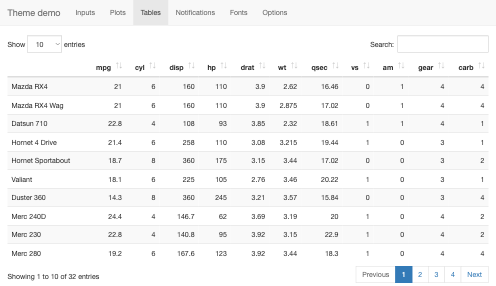 Theme demo Inputs Plots Tables Notifications Fonts Options
Show 10 entries Search:
mpg cyl disp hp drat wt qsec vs am gear carb
Mazda RX4 21 6 160 110 3.9 2.62 16.46 0 1 4 4
Mazda RX4 Wag 21 6 160 110 3.9 2.875 17.02 0 1 4 4
Datsun 710 22.8 4 108 93 3.85 2.32 18.61 1 1 4 1
Hornet 4 Drive 21.4 6 258 110 3.08 3.215 19.44 1 0 3 1
Hornet Sportabout 18.7 8 360 175 3.15 3.44 17.02 0 0 3 2
Valiant 18.1 6 225 105 2.76 3.46 20.22 1 0 3 1
Duster 360 14.3 8 360 245 3.21 3.57 15.84 0 0 3 4
Merc 240D 24.4 4 146.7 62 3.69 3.19 20 1 0 4 2
Merc 230 22.8 4 140.8 95 3.92 3.15 22.9 1 0 4 2
Merc 280 19.2 6 167.6 123 3.92 3.44 18.3 1 0 4 4
Showing 1 to 10 of 32 entries Previous 1 2 3 4 Next